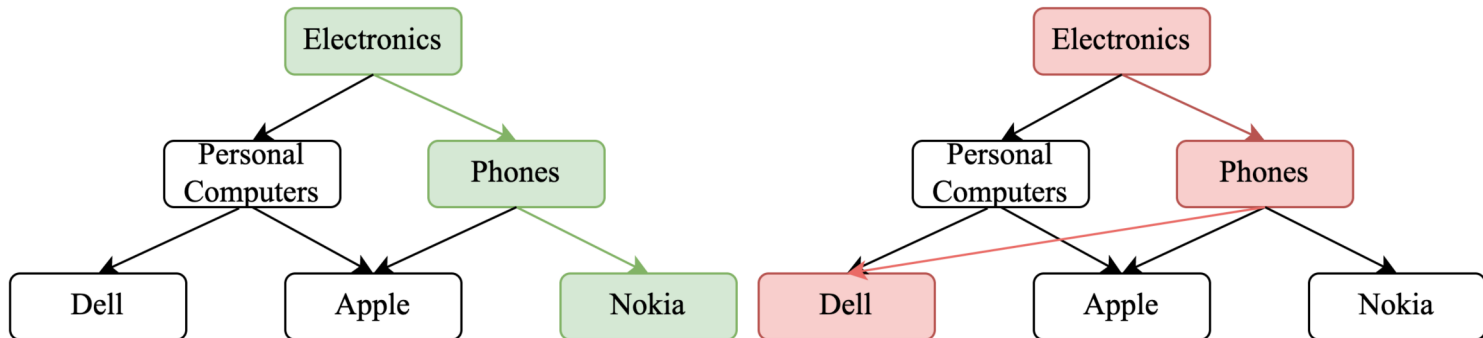 Electronics
Personal
Computers
Phones
Dell
Apple
Nokia
Electronics
Personal
Computers
Phones
Dell
Apple
Nokia